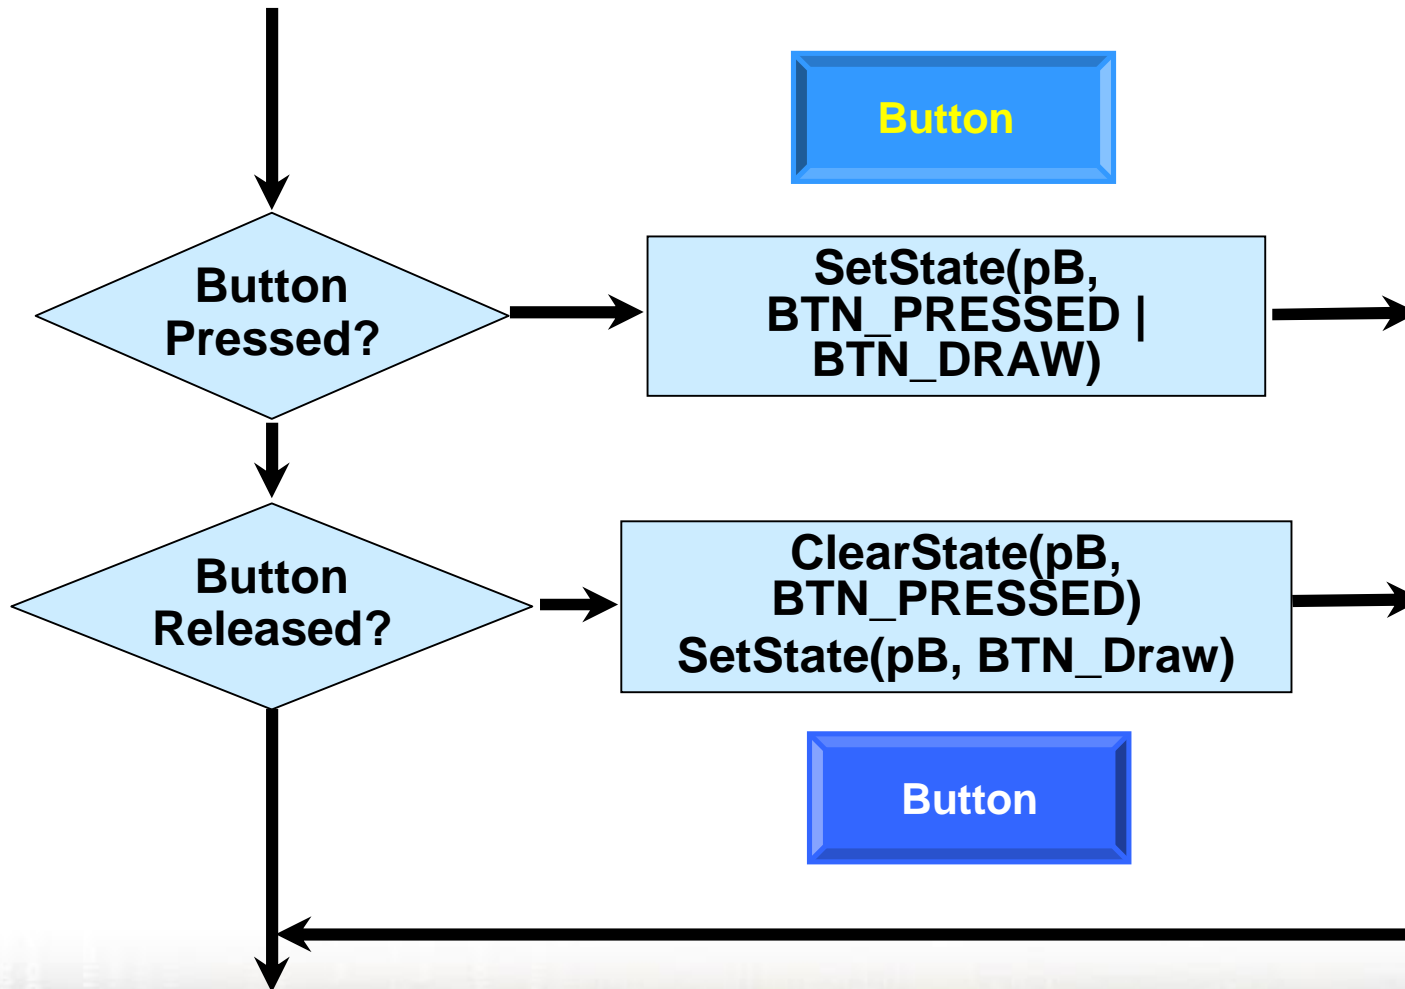 Button
Button
Pressed?
SetState(pB,
BTN_PRESSED |
BTN_DRAW)
Button
Released?
ClearState(pB,
BTN_PRESSED)
SetState(pB, BTN_Draw)
Button